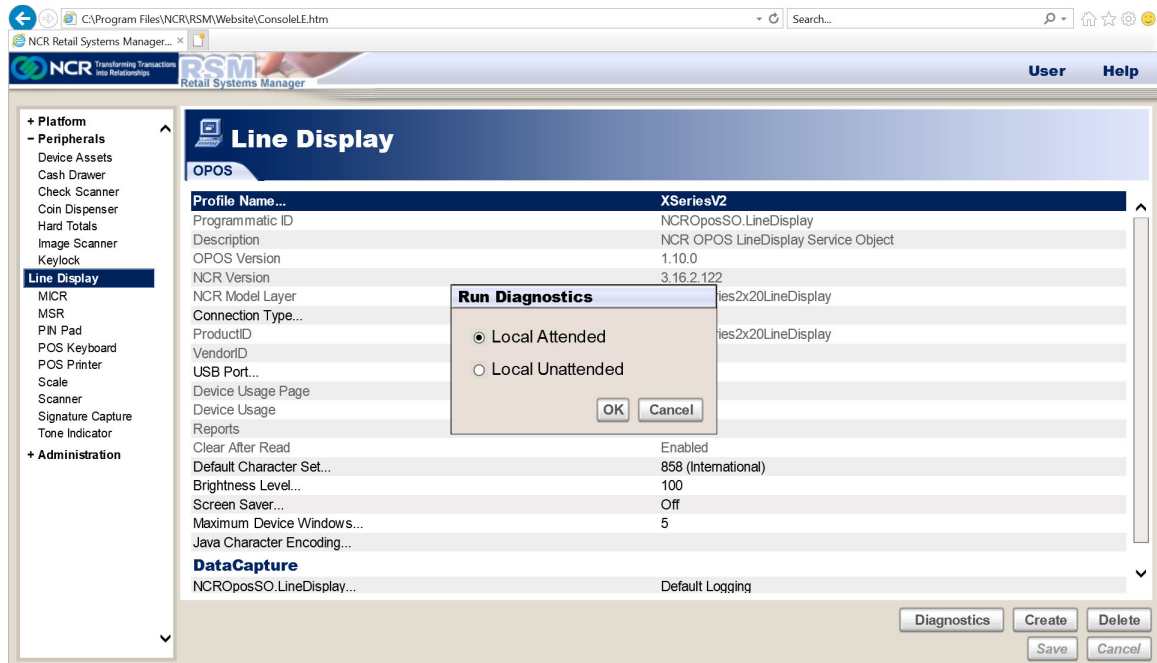 C:\Program Files\NCR\RSM\Website\ConsoleLE.htm
Search...
NCR Retail Systems Manager...
NCR Transforming Transactions into Relationships
RSM
Retail Systems Manager
User Help
+ Platform
− Peripherals
Device Assets
Cash Drawer
Check Scanner
Coin Dispenser
Hard Totals
Image Scanner
Keylock
Line Display
MICR
MSR
PIN Pad
POS Keyboard
POS Printer
Scale
Scanner
Signature Capture
Tone Indicator
+ Administration
Line Display
OPOS
Profile Name... XSeriesV2
Programmatic ID NCROposSO.LineDisplay
Description NCR OPOS LineDisplay Service Object
OPOS Version 1.10.0
NCR Version 3.16.2.122
NCR Model Layer ies2x20LineDisplay
Connection Type...
ProductID ies2x20LineDisplay
VendorID
USB Port...
Device Usage Page
Device Usage
Reports
Clear After Read Enabled
Default Character Set... 858 (International)
Brightness Level... 100
Screen Saver... Off
Maximum Device Windows... 5
Java Character Encoding...
DataCapture
NCROposSO.LineDisplay... Default Logging
Run Diagnostics
Local Attended
Local Unattended
OK Cancel
Diagnostics Create Delete
Save Cancel